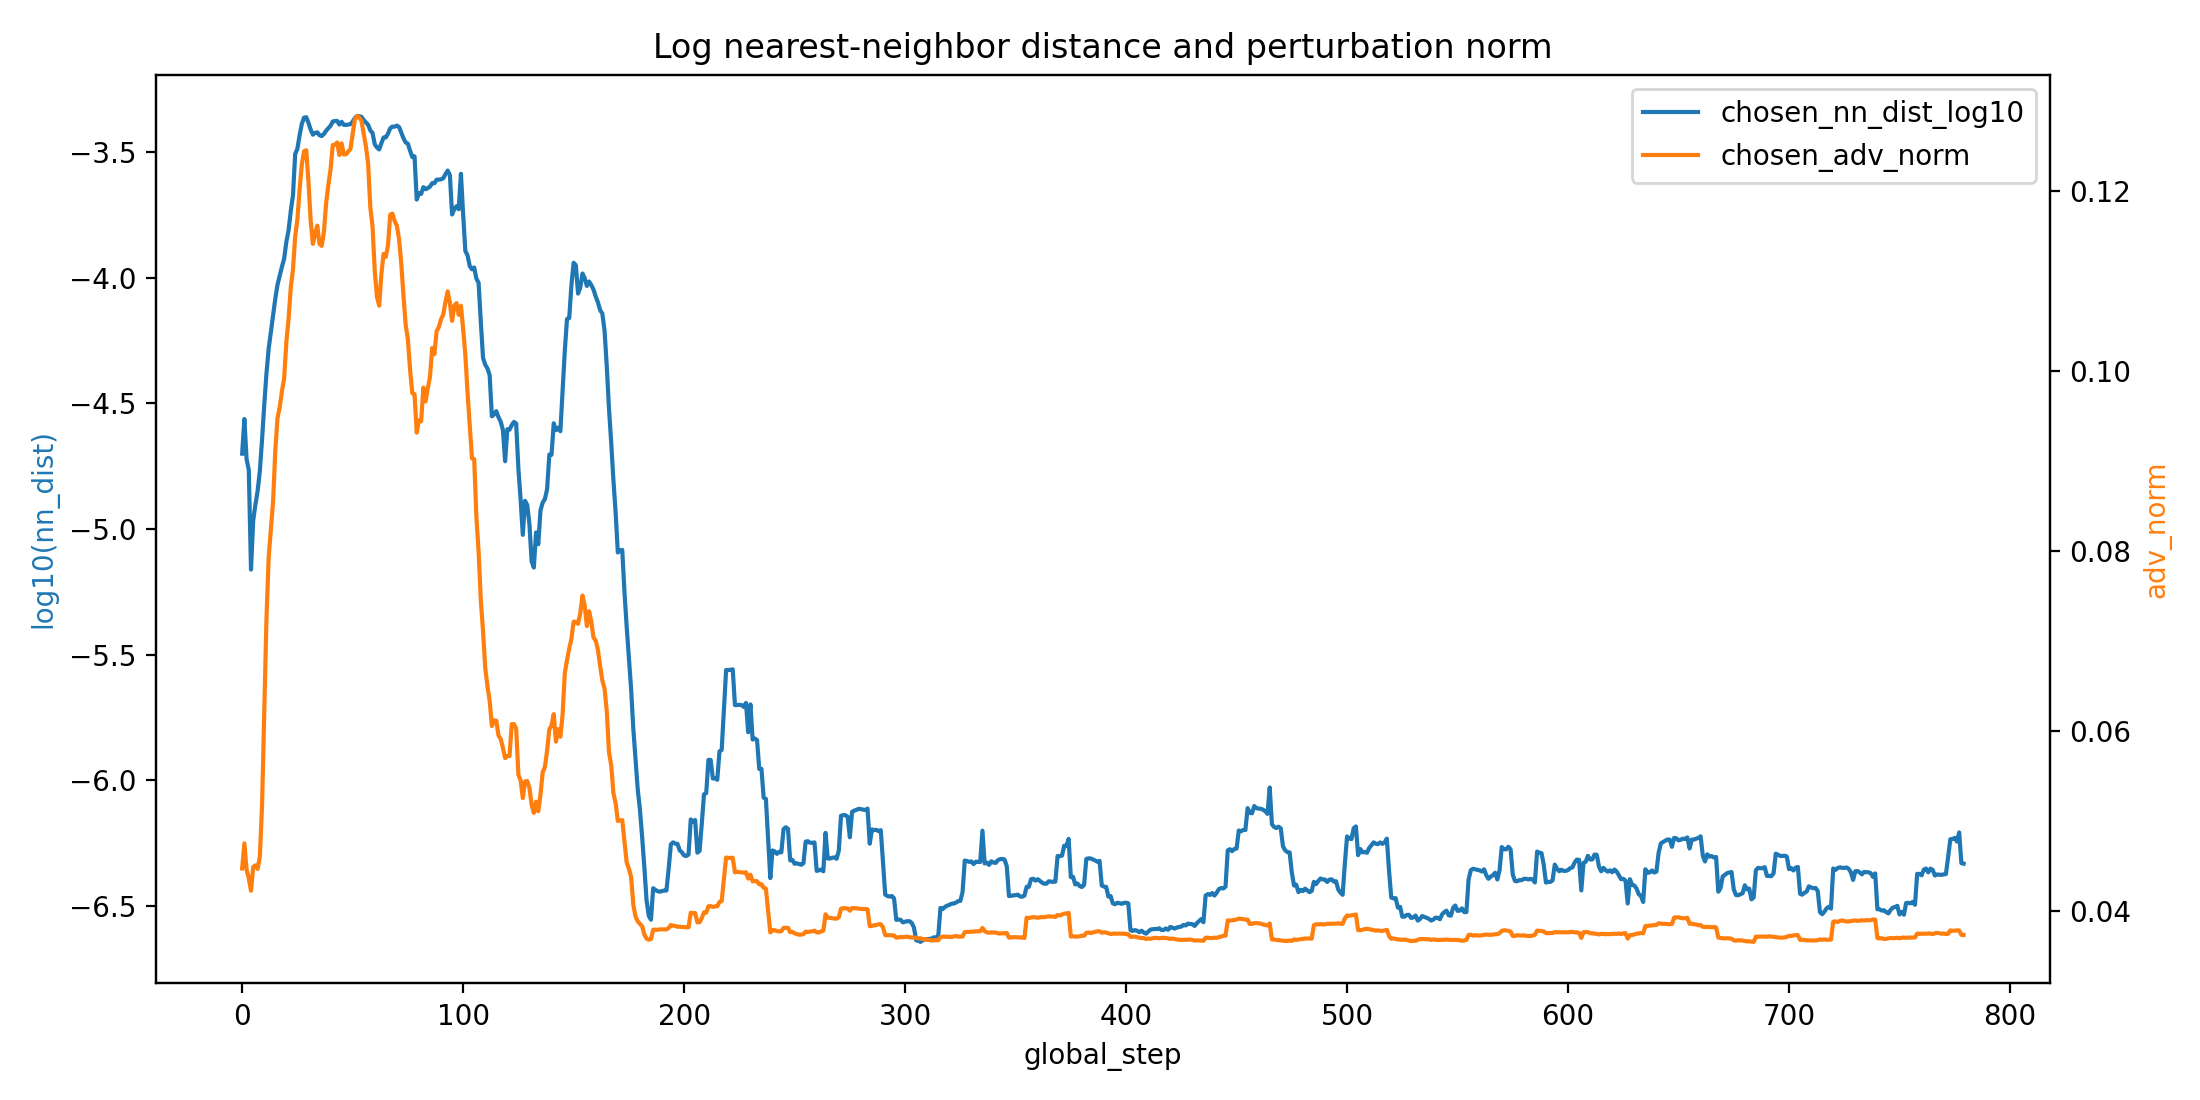 Log nearest-neighbor distance and perturbation norm
chosen_nn_dist_log10
chosen_adv_norm
−3.5
−4.0
−4.5
−5.0
−5.5
−6.0
−6.5
log10(nn_dist)
0.12
0.10
0.08
0.06
0.04
adv_norm
0 100 200 300 400 500 600 700 800
global_step